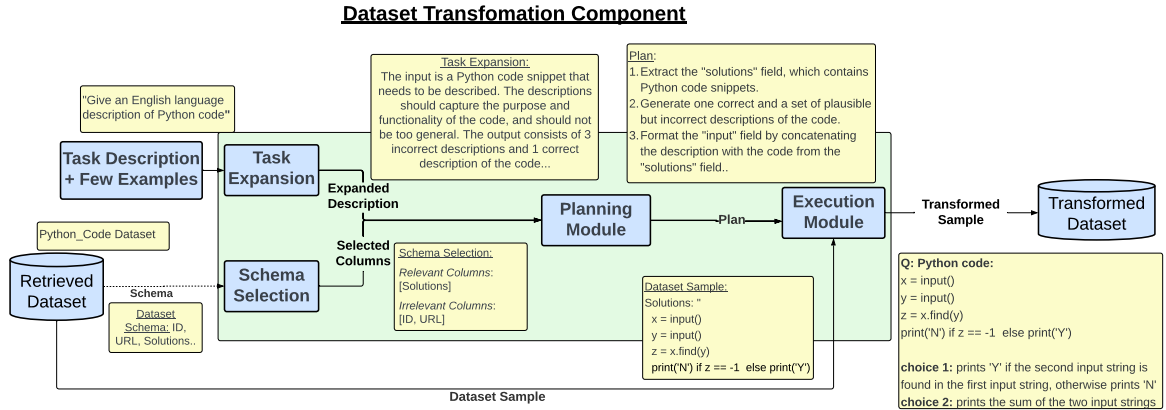 Dataset Transfomation Component
"Give an English language
description of Python code"
Task Description
+ Few Examples
Task Expansion:
The input is a Python code snippet that
needs to be described. The descriptions
should capture the purpose and
functionality of the code, and should not
be too general. The output consists of 3
incorrect descriptions and 1 correct
description of the code...
Plan:
1. Extract the "solutions" field, which contains
Python code snippets.
2. Generate one correct and a set of plausible
but incorrect descriptions of the code.
3. Format the "input" field by concatenating
the description with the code from the
"solutions" field..
Task
Expansion
Expanded
Description
Planning
Module
Plan
Execution
Module
Transformed
Sample
Transformed
Dataset
Python_Code Dataset
Retrieved
Dataset
Schema
Dataset
Schema: ID,
URL, Solutions..
Schema
Selection
Selected
Columns
Schema Selection:
Relevant Columns:
[Solutions]
Irrelevant Columns:
[ID, URL]
Dataset Sample:
Solutions: "
x = input()
y = input()
z = x.find(y)
print('N') if z == -1  else print('Y')
Dataset Sample
Q: Python code:
x = input()
y = input()
z = x.find(y)
print('N') if z == -1  else print('Y')
choice 1: prints 'Y' if the second input string is
found in the first input string, otherwise prints 'N'
choice 2: prints the sum of the two input strings